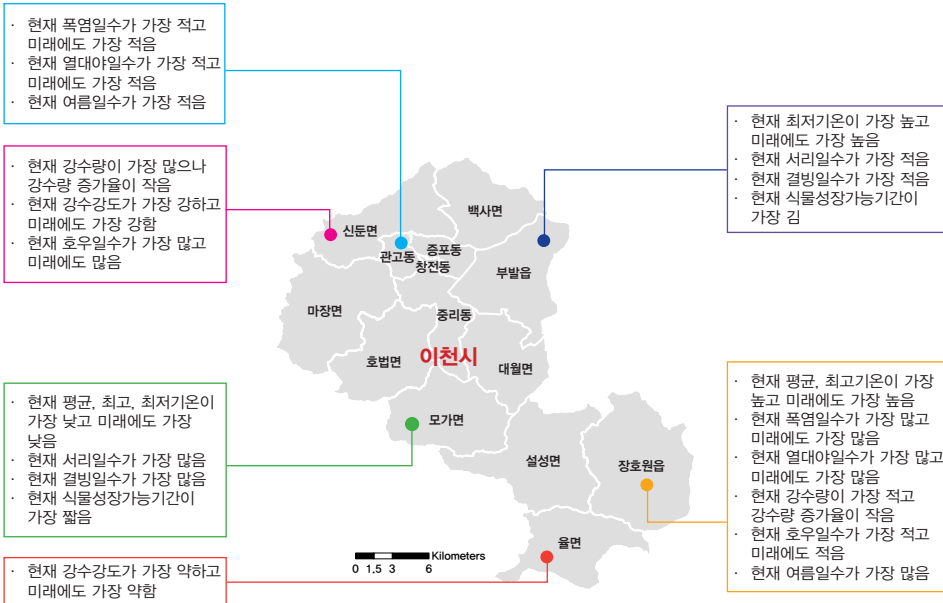 · 현재 폭염일수가 가장 적고
미래에도 가장 적음
· 현재 열대야일수가 가장 적고
미래에도 가장 적음
· 현재 여름일수가 가장 적음
· 현재 강수량이 가장 많으나
강수량 증가율이 작음
· 현재 강수강도가 가장 강하고
미래에도 가장 강함
· 현재 호우일수가 가장 많고
미래에도 많음
· 현재 최저기온이 가장 높고
미래에도 가장 높음
· 현재 서리일수가 가장 적음
· 현재 결빙일수가 가장 적음
· 현재 식물성장가능기간이
가장 김
백사면
신둔면
증포동
관고동
창전동
부발읍
마장면
중리동
호법면
이천시
대월면
모가면
설성면
장호원읍
율면
· 현재 평균, 최고, 최저기온이
가장 낮고 미래에도 가장
낮음
· 현재 서리일수가 가장 많음
· 현재 결빙일수가 가장 많음
· 현재 식물성장가능기간이
가장 짧음
· 현재 평균, 최고기온이 가장
높고 미래에도 가장 높음
· 현재 폭염일수가 가장 많고
미래에도 가장 많음
· 현재 열대야일수가 가장 많고
미래에도 가장 많음
· 현재 강수량이 가장 적고
강수량 증가율이 작음
· 현재 호우일수가 가장 적고
미래에도 적음
· 현재 여름일수가 가장 많음
· 현재 강수강도가 가장 약하고
미래에도 가장 약함
Kilometers
0 1.5 3 6